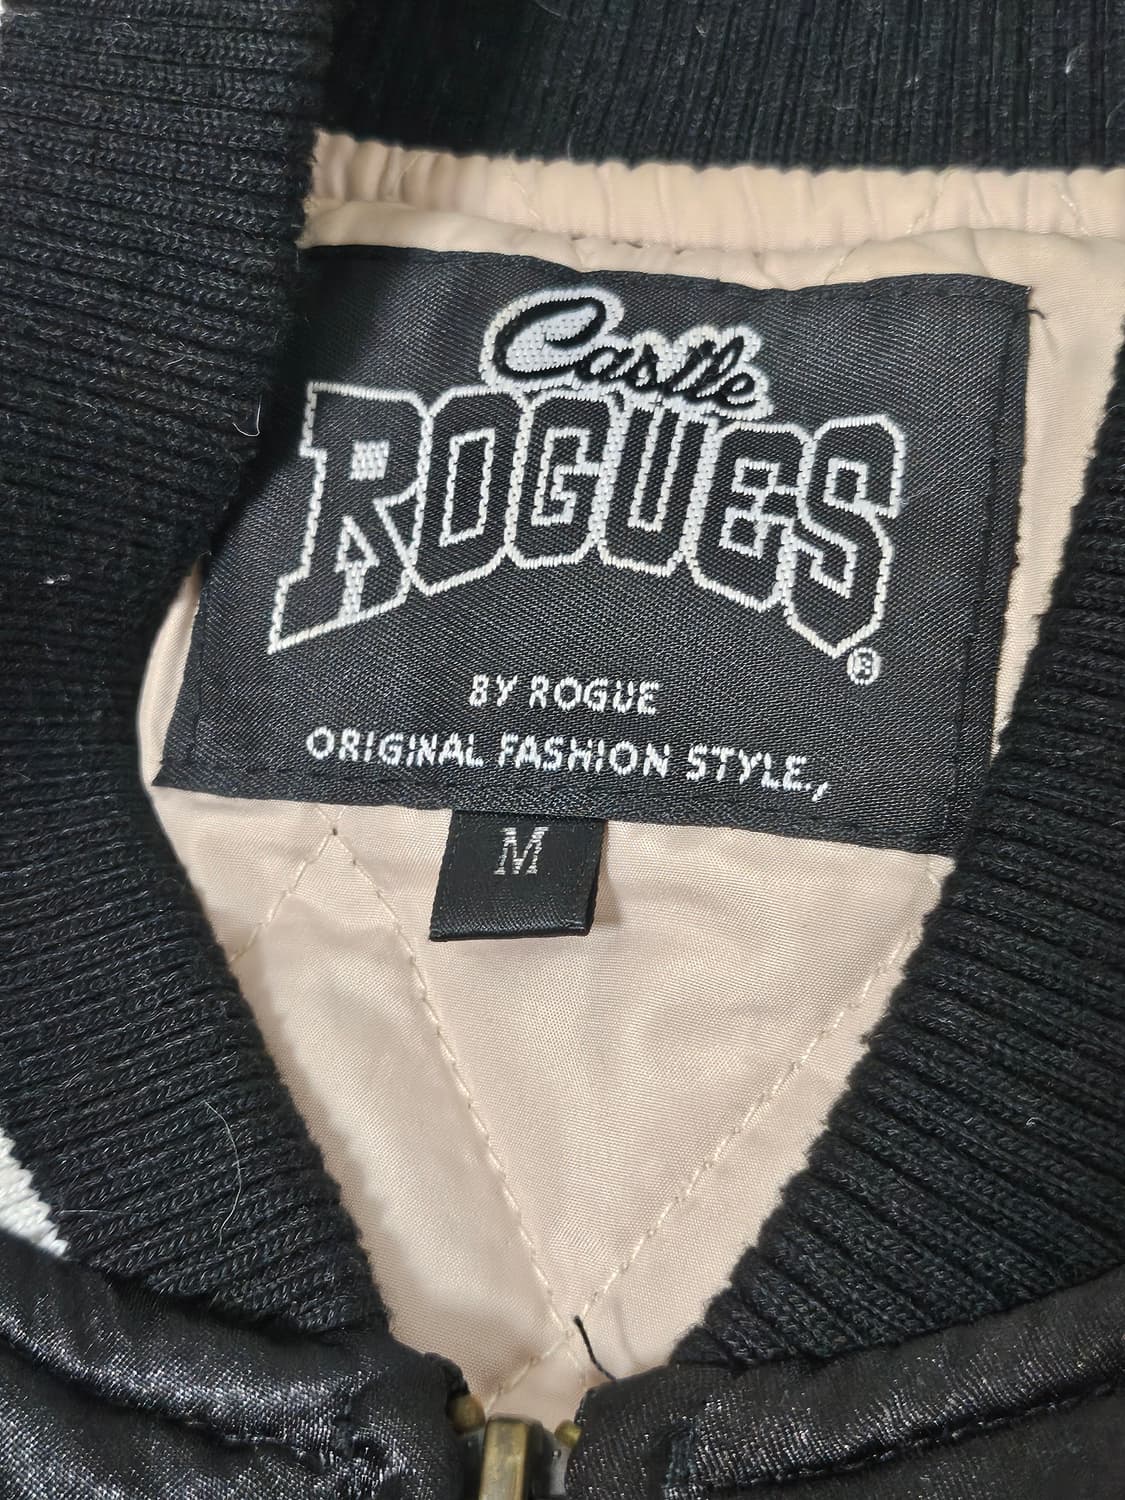 Castle
ROGUES®
BY ROGUE
ORIGINAL FASHION STYLE.,
M